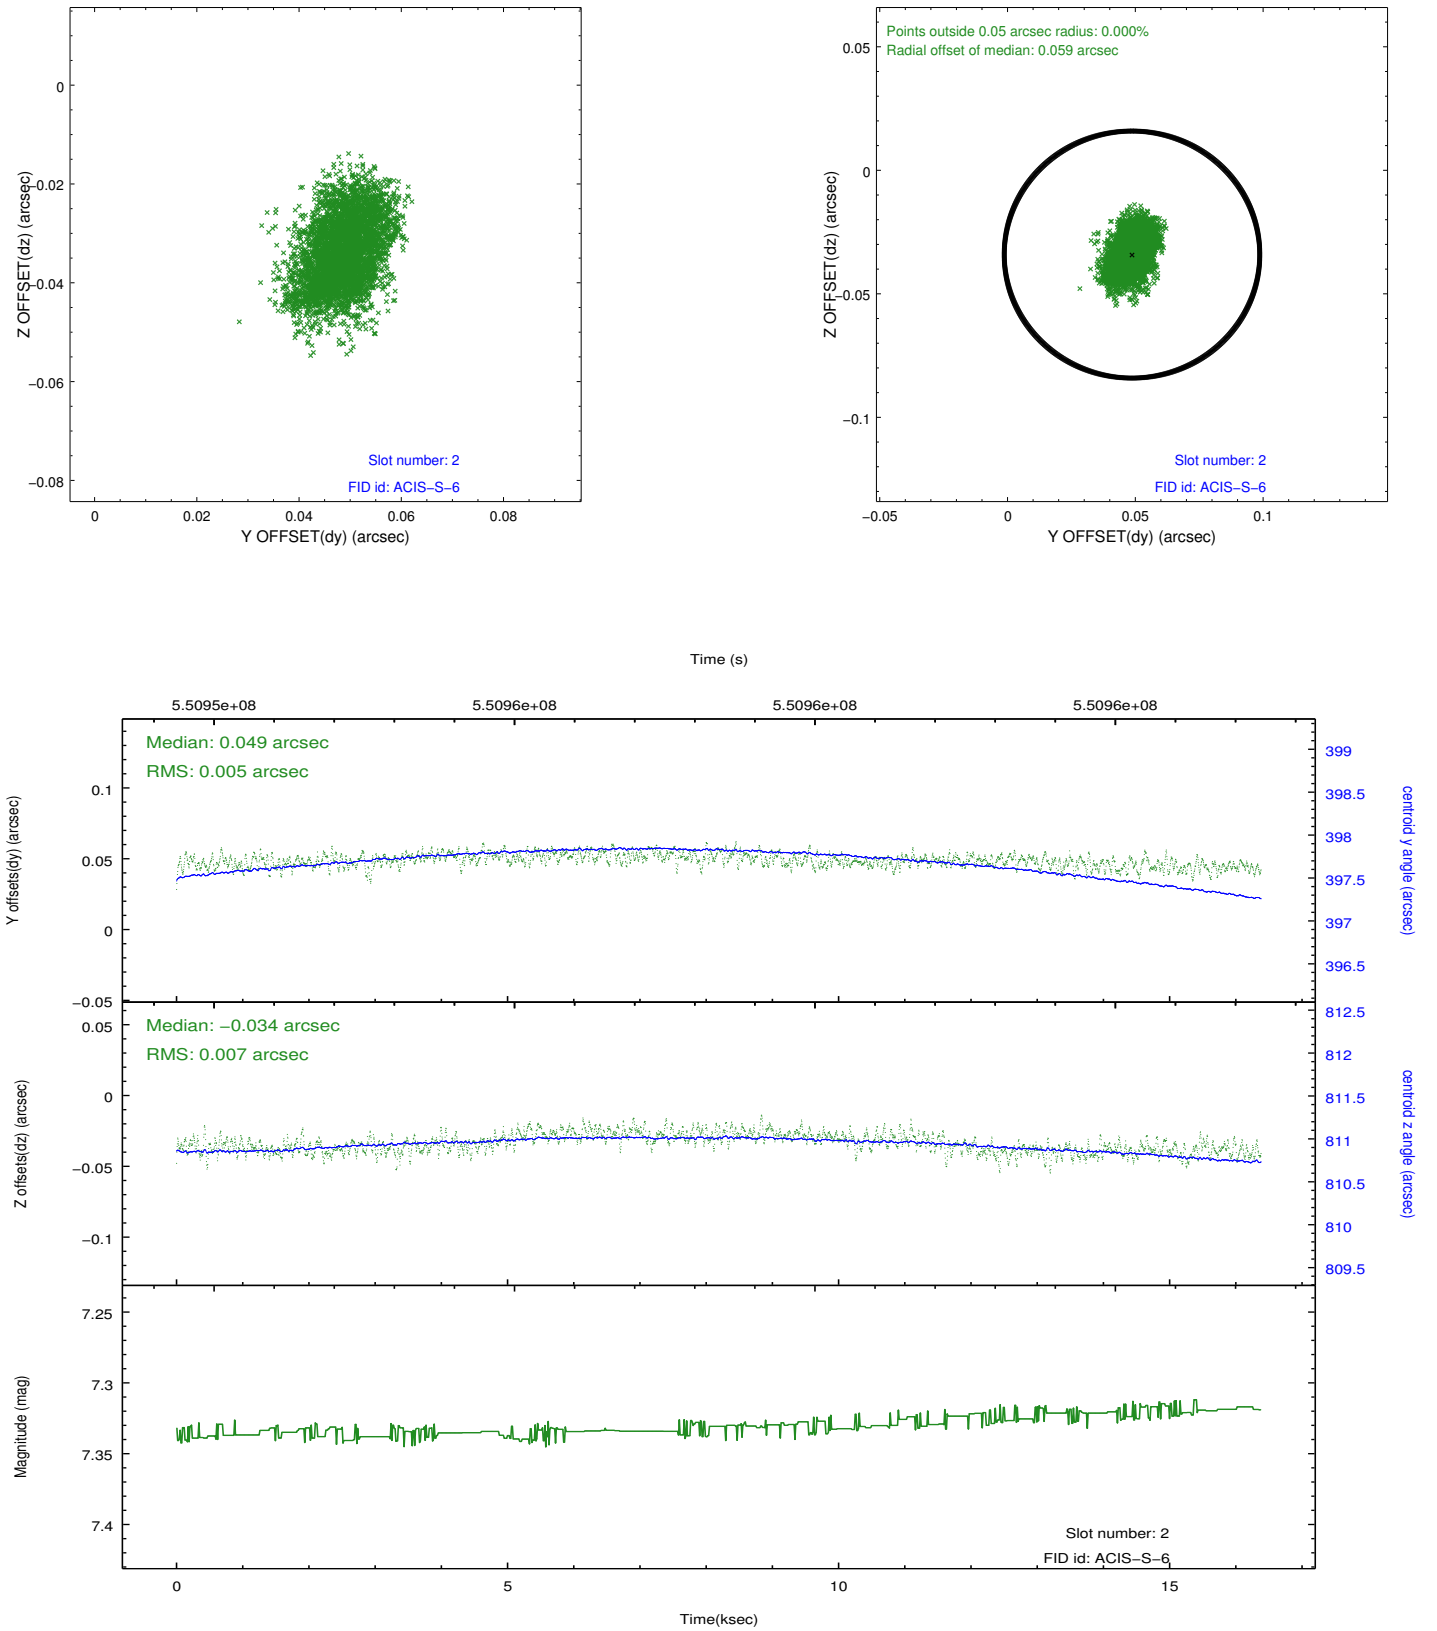 0
−0.02
−0.04
−0.06
−0.08
Z OFFSET(dz) (arcsec)
Slot number: 2
FID id: ACIS−S−6
0 0.02 0.04 0.06 0.08
Y OFFSET(dy) (arcsec)
Points outside 0.05 arcsec radius: 0.000%
Radial offset of median: 0.059 arcsec
0.05
0
−0.05
−0.1
Z OFFSET(dz) (arcsec)
Slot number: 2
FID id: ACIS−S−6
−0.05 0 0.05 0.1
Y OFFSET(dy) (arcsec)
Time (s)
5.5095e+08 5.5096e+08 5.5096e+08 5.5096e+08
Median: 0.049 arcsec
RMS: 0.005 arcsec
0.1
0.05
0
−0.05
Y offsets(dy) (arcsec)
399
398.5
398
397.5
397
396.5
centroid y angle (arcsec)
Median: −0.034 arcsec
RMS: 0.007 arcsec
0.05
0
−0.05
−0.1
Z offsets(dz) (arcsec)
812.5
812
811.5
811
810.5
810
809.5
centroid z angle (arcsec)
7.25
7.3
7.35
7.4
Magnitude (mag)
Slot number: 2
FID id: ACIS−S−6
0 5 10 15
Time(ksec)